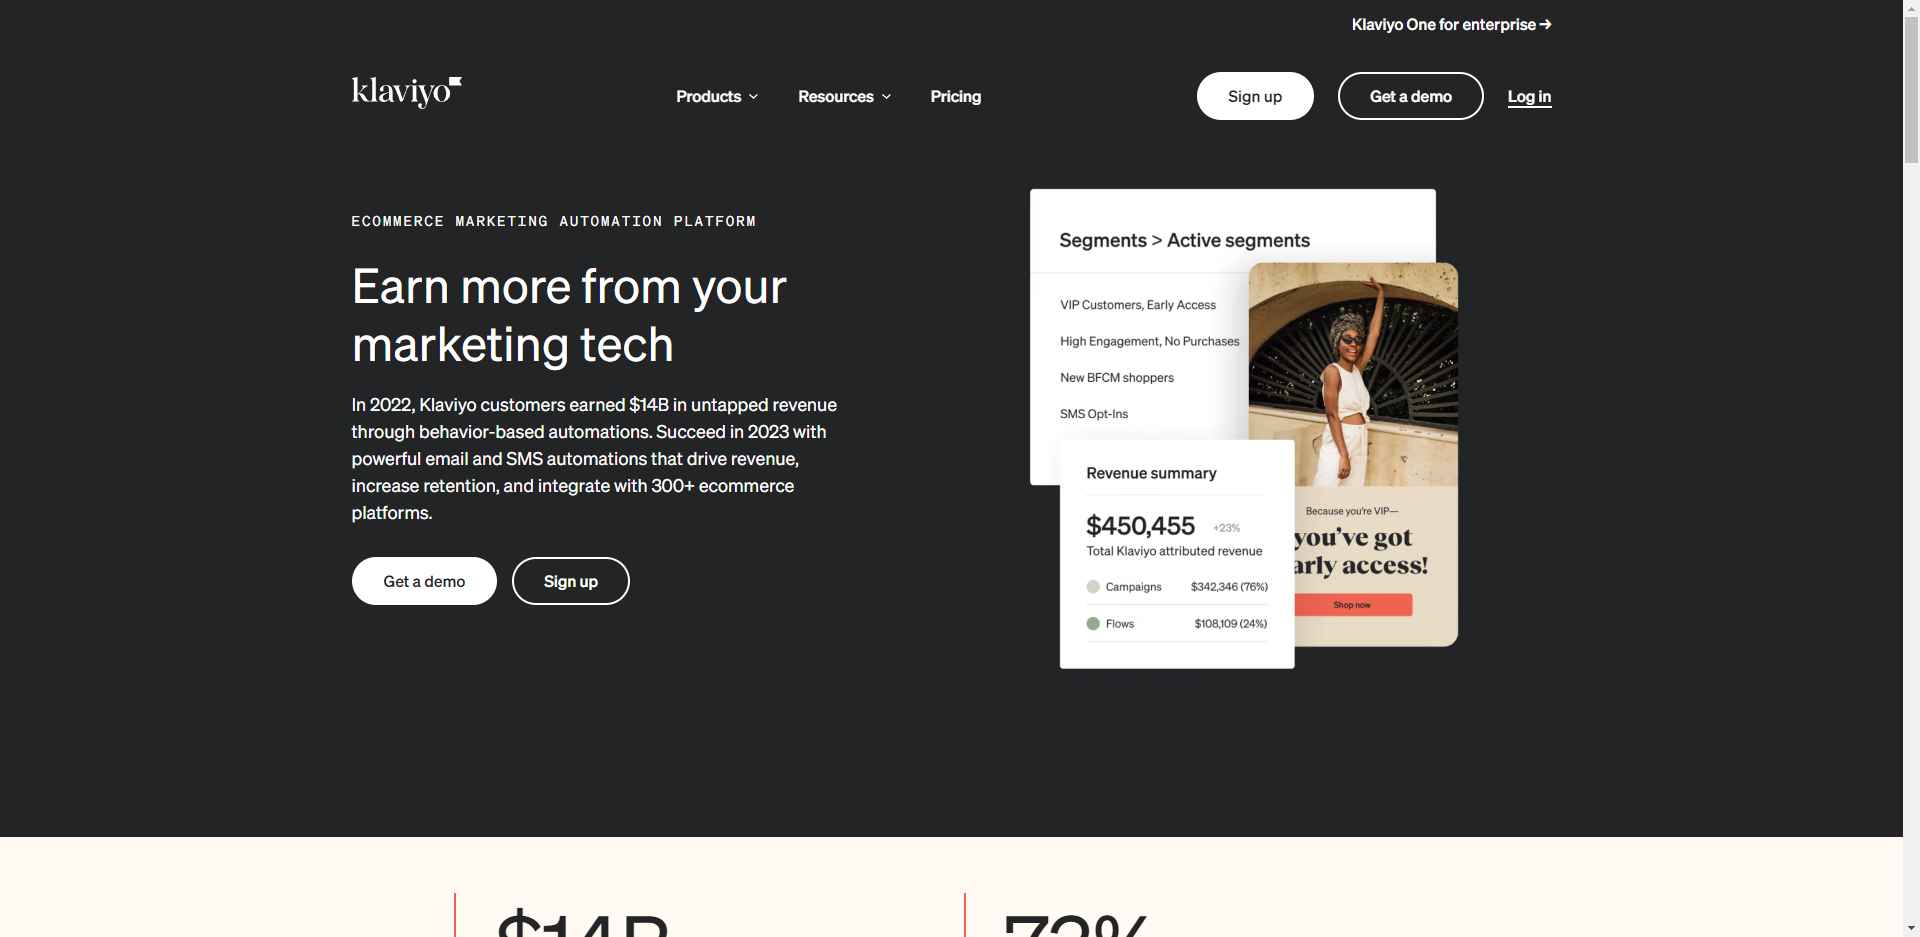 Klaviyo One for enterprise →
klaviyo
Products
Resources
Pricing
Sign up
Get a demo
Log in
ECOMMERCE MARKETING AUTOMATION PLATFORM
Earn more from your
marketing tech
In 2022, Klaviyo customers earned $14B in untapped revenue
through behavior-based automations. Succeed in 2023 with
powerful email and SMS automations that drive revenue,
increase retention, and integrate with 300+ ecommerce
platforms.
Get a demo
Sign up
Segments > Active segments
VIP Customers, Early Access
High Engagement, No Purchases
New BFCM shoppers
SMS Opt-Ins
Revenue summary
$450,455 +23%
Total Klaviyo attributed revenue
Campaigns $342,346 (76%)
Flows $108,109 (24%)
Because you're VIP—
you've got
arly access!
Shop now
$14B
72%